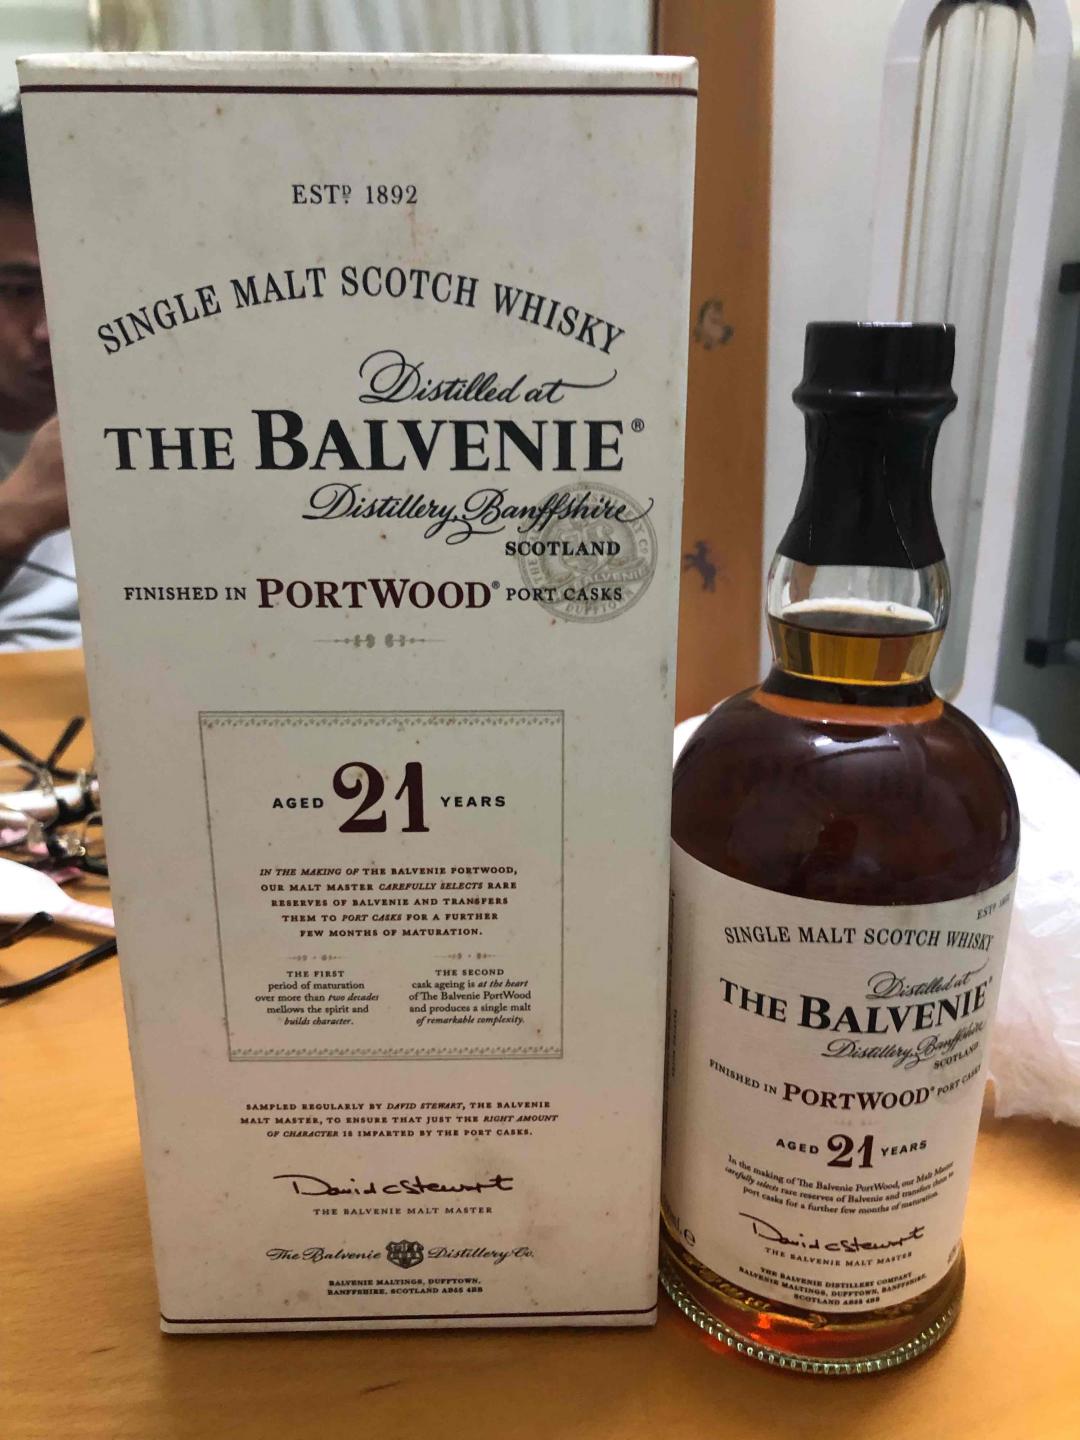 ESTD 1892
SINGLE MALT SCOTCH WHISKY
Distilled at
THE BALVENIE®
Distillery, Banffshire
SCOTLAND
FINISHED IN PORTWOOD® PORT CASKS
AGED 21 YEARS
IN THE MAKING OF THE BALVENIE PORTWOOD,
OUR MALT MASTER CAREFULLY SELECTS RARE
RESERVES OF BALVENIE AND TRANSFERS
THEM TO PORT CASKS FOR A FURTHER
FEW MONTHS OF MATURATION.
THE FIRST
period of maturation
over more than two decades
mellows the spirit and
builds character.
THE SECOND
cask ageing is at the heart
of The Balvenie PortWood
and produces a single malt
of remarkable complexity.
SAMPLED REGULARLY BY DAVID STEWART, THE BALVENIE
MALT MASTER, TO ENSURE THAT JUST THE RIGHT AMOUNT
OF CHARACTER IS IMPARTED BY THE PORT CASKS.
David C Stewart
THE BALVENIE MALT MASTER
The Balvenie Distillery Co.
BALVENIE MALTINGS, DUFFTOWN,
BANFFSHIRE, SCOTLAND AB55 4BB
ESTD
SINGLE MALT SCOTCH WHISKY
Distilled at
THE BALVENIE®
Distillery, Banffshire
SCOTLAND
FINISHED IN PORTWOOD® PORT CASKS
AGED 21 YEARS
In the making of The Balvenie PortWood, our Malt Master
carefully selects rare reserves of Balvenie and transfers them to
port casks for a further few months of maturation.
David C Stewart
THE BALVENIE MALT MASTER
THE BALVENIE DISTILLERY COMPANY
BALVENIE MALTINGS, DUFFTOWN, BANFFSHIRE,
SCOTLAND AB55 4BB